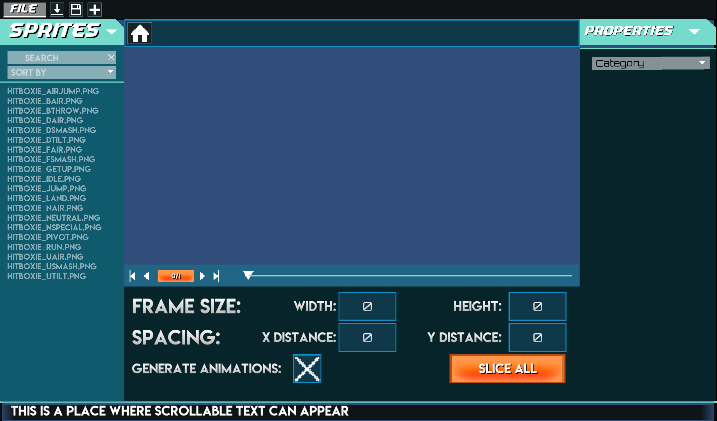 FILE
SPRITES
PROPERTIES
SEARCH
SORT BY
Category
HITBOXIE_AIRJUMP.PNG
HITBOXIE_BAIR.PNG
HITBOXIE_BTHROW.PNG
HITBOXIE_DAIR.PNG
HITBOXIE_DSMASH.PNG
HITBOXIE_DTILT.PNG
HITBOXIE_FAIR.PNG
HITBOXIE_FSMASH.PNG
HITBOXIE_GETUP.PNG
HITBOXIE_IDLE.PNG
HITBOXIE_JUMP.PNG
HITBOXIE_LAND.PNG
HITBOXIE_NAIR.PNG
HITBOXIE_NEUTRAL.PNG
HITBOXIE_NSPECIAL.PNG
HITBOXIE_PIVOT.PNG
HITBOXIE_RUN.PNG
HITBOXIE_UAIR.PNG
HITBOXIE_USMASH.PNG
HITBOXIE_UTILT.PNG
0/1
FRAME SIZE: WIDTH: 0 HEIGHT: 0
SPACING: X DISTANCE: 0 Y DISTANCE: 0
GENERATE ANIMATIONS: SLICE ALL
THIS IS A PLACE WHERE SCROLLABLE TEXT CAN APPEAR